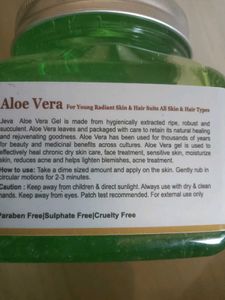 Aloe Vera For Young Radiant Skin & Hair Suits All Skin & Hair Types
Jeva Aloe Vera Gel is made from hygienically extracted ripe, robust and
succulent. Aloe Vera leaves and packaged with care to retain its natural healing
and rejuvenating goodness. Aloe Vera has been used for thousands of years
for beauty and medicinal benefits across cultures. Aloe Vera gel is used to
effectively heal chronic dry skin care, face treatment, sensitive skin, moisturize
skin, reduces acne and helps lighten blemishes, acne treatment.
How to use: Take a dime sized amount and apply on the skin. Gently rub in
circular motions for 2-3 minutes.
Caution : Keep away from children & direct sunlight. Always use with dry & clean
hands. Keep away from eyes. Patch test recommended. For external use only
Paraben Free|Sulphate Free|Cruelty Free